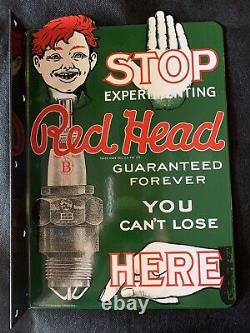 STOP
EXPERIMENTING
Red Head
GUARANTEED
FOREVER
B
YOU
CAN'T LOSE
HERE